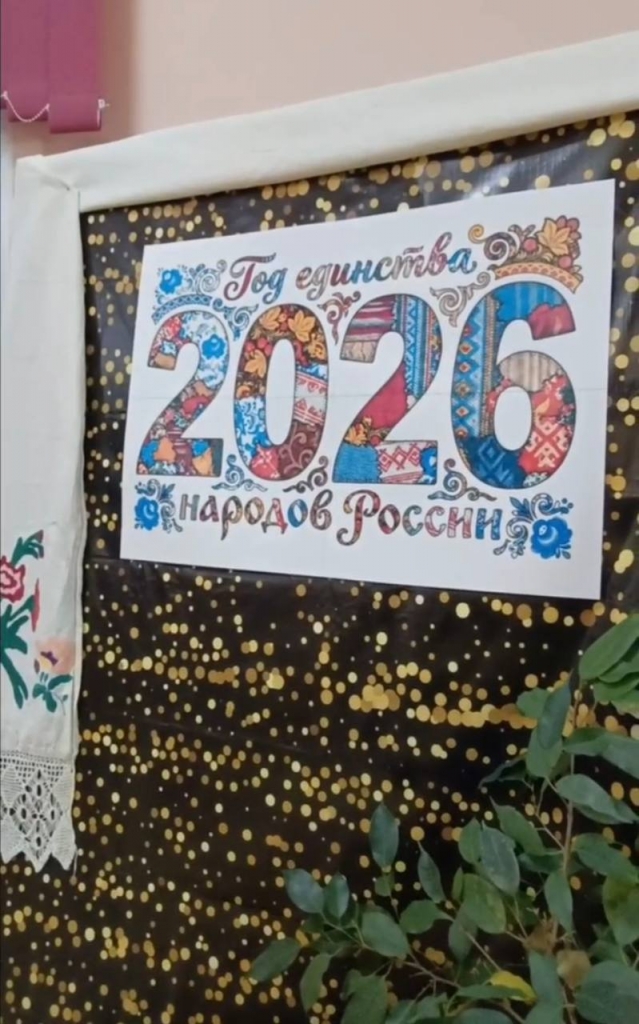 Год единства
2026
народов России